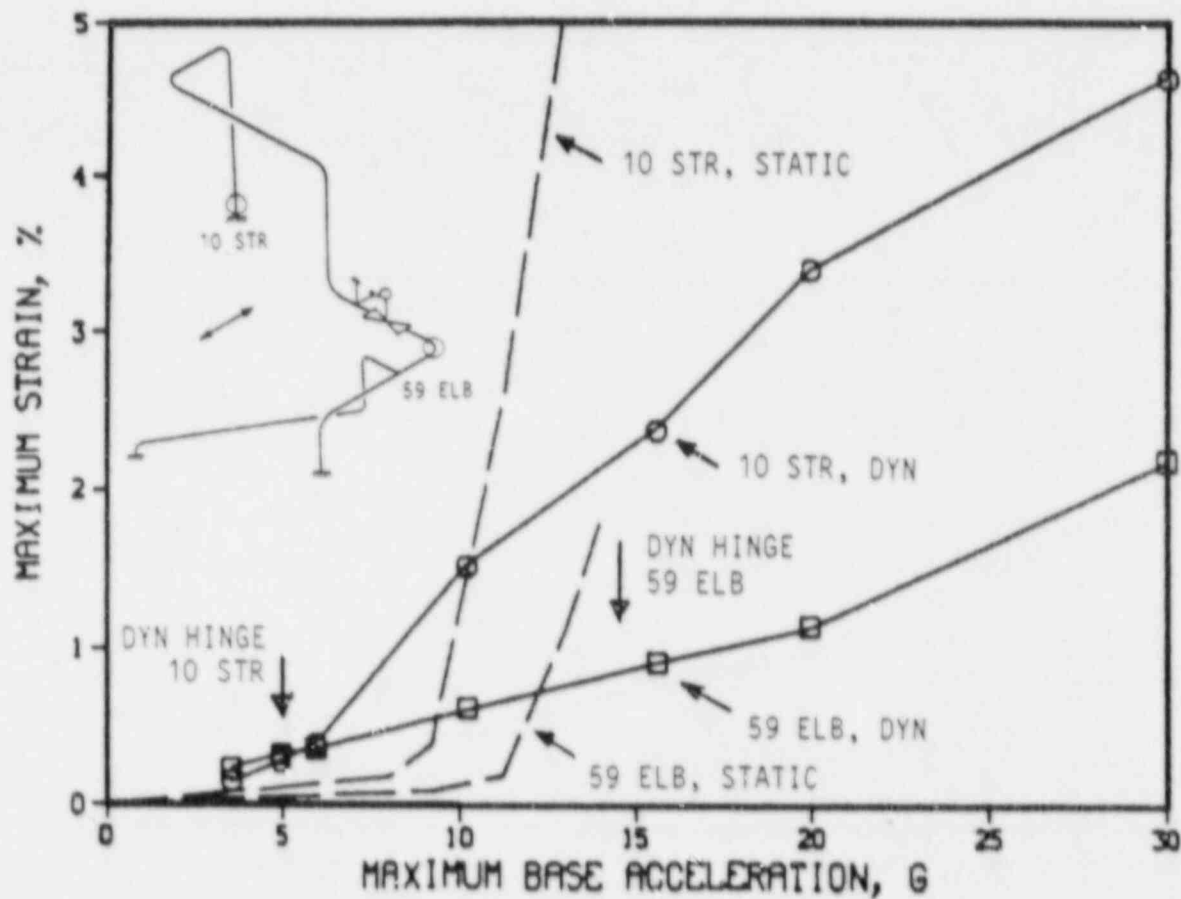 5
4
3
2
1
0
MAXIMUM STRAIN, %
10 STR
59 ELB
10 STR, STATIC
10 STR, DYN
DYN HINGE
59 ELB
DYN HINGE
10 STR
59 ELB, DYN
59 ELB, STATIC
0 5 10 15 20 25 30
MAXIMUM BASE ACCELERATION, G